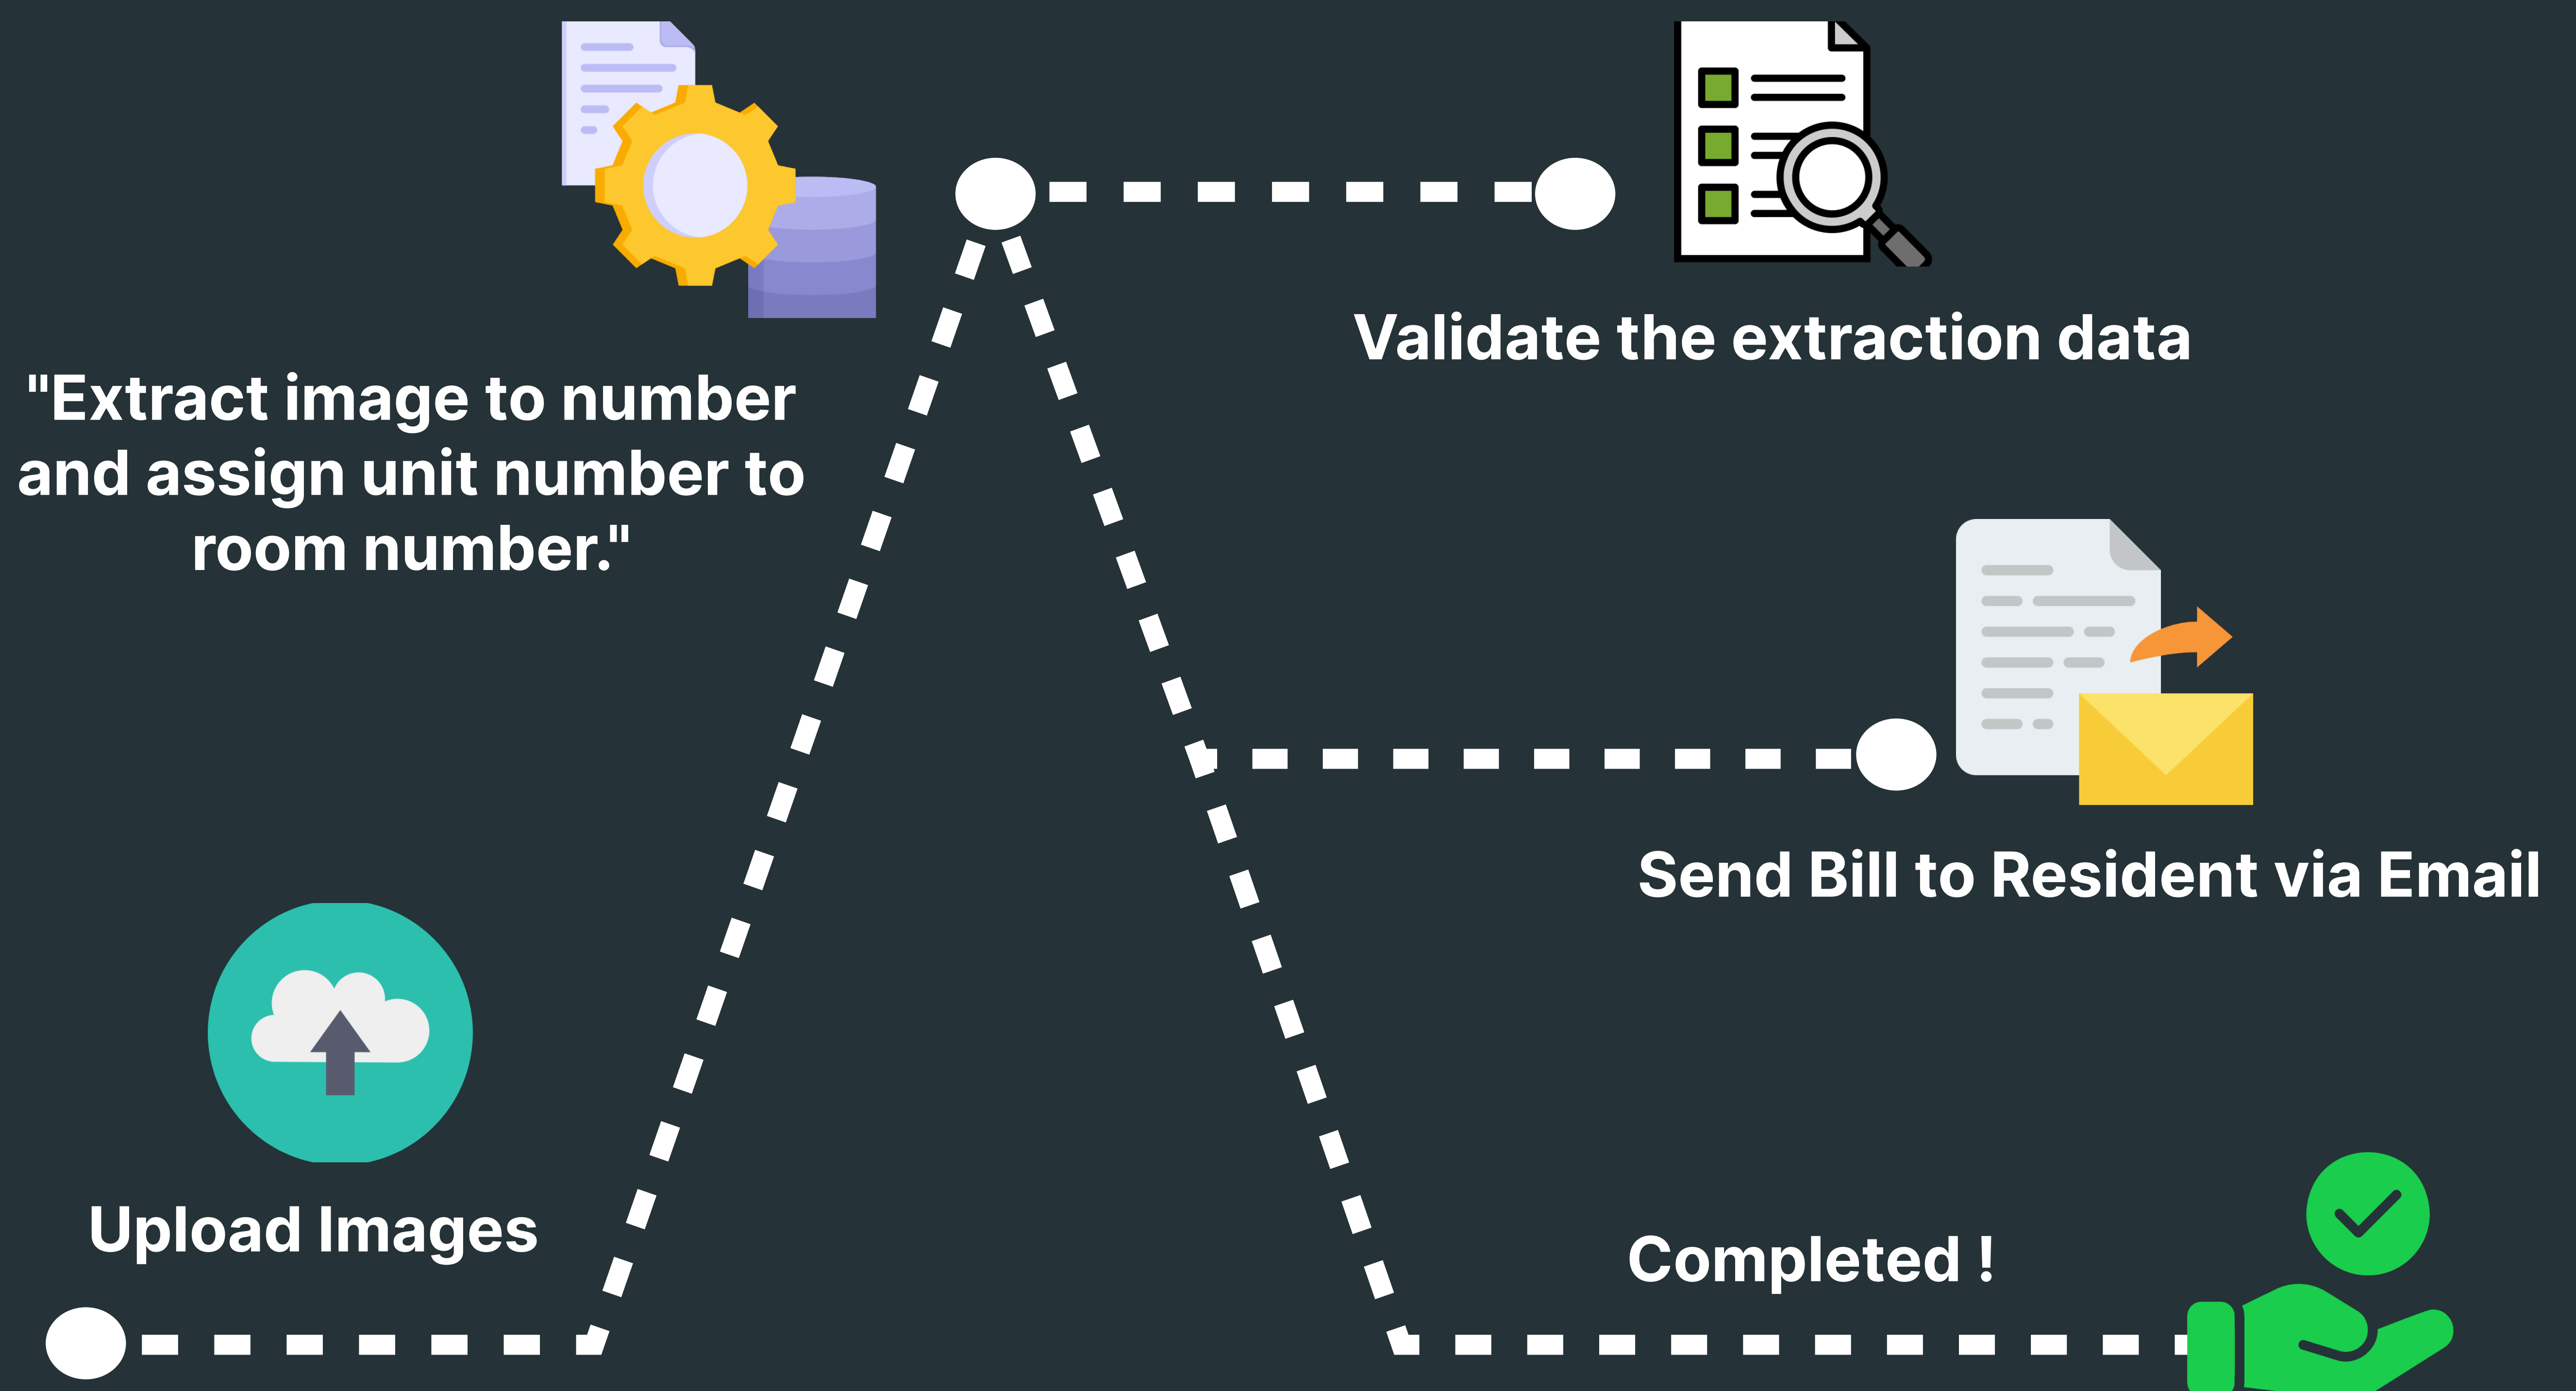 "Extract image to number
and assign unit number to
room number."
Validate the extraction data
Send Bill to Resident via Email
Upload Images
Completed !